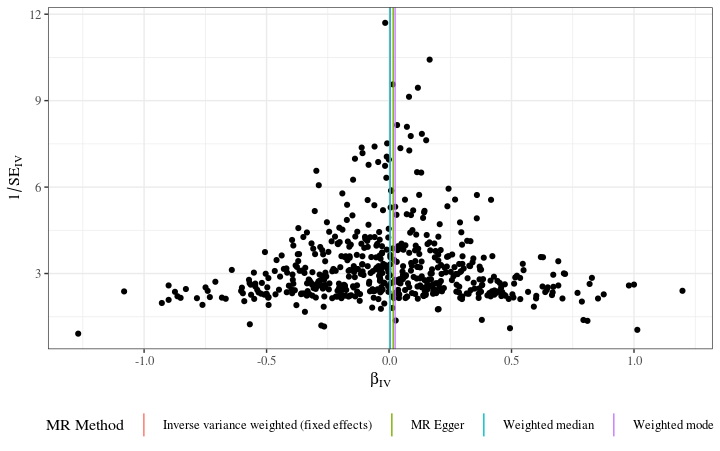 12
9
6
3
1/SE_IV
-1.0
-0.5
0.0
0.5
1.0
β_IV
MR Method
Inverse variance weighted (fixed effects)
MR Egger
Weighted median
Weighted mode